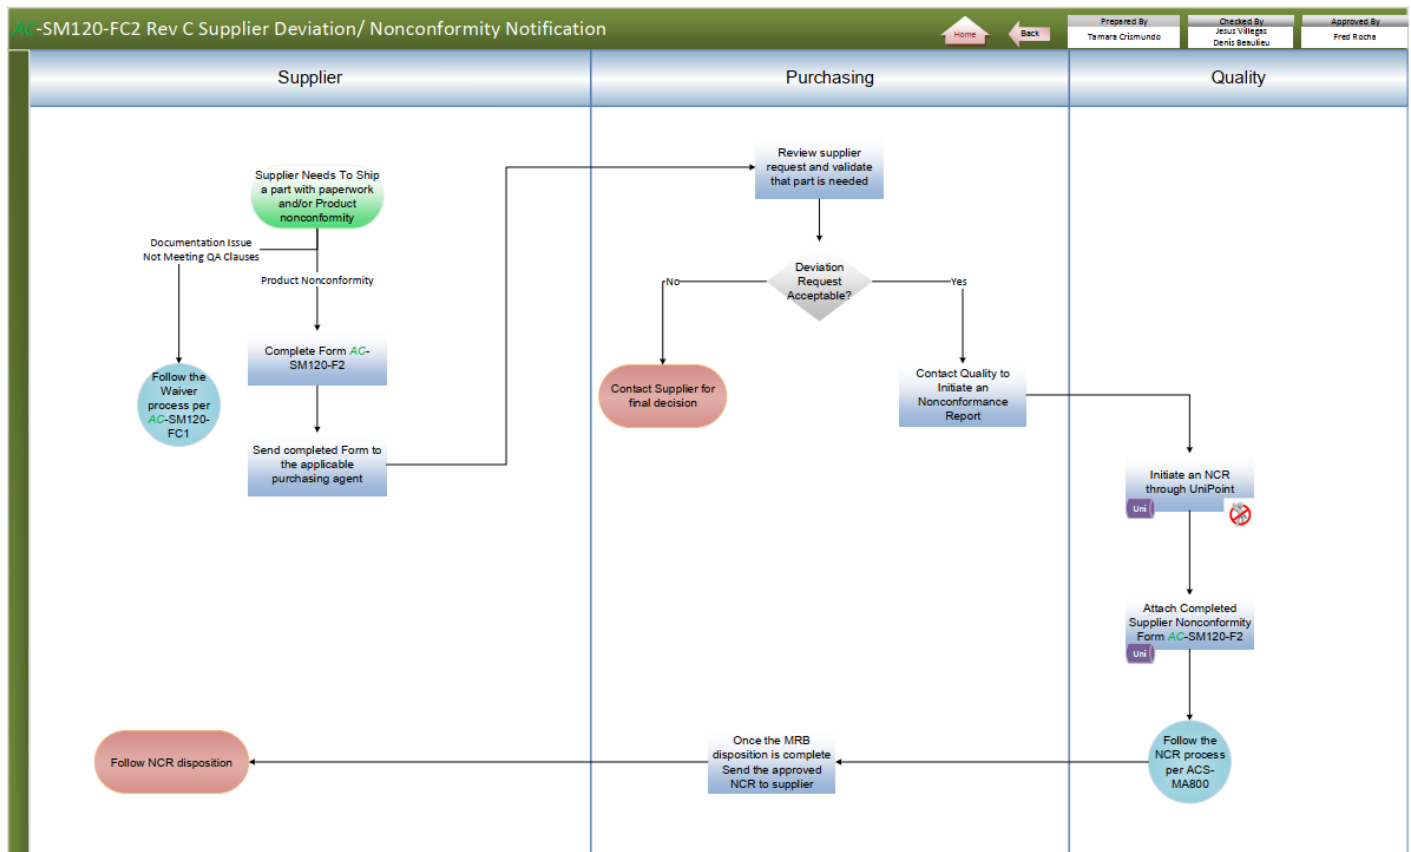 AC-SM120-FC2 Rev C Supplier Deviation/ Nonconformity Notification
Home
Back
Prepared By
Tamara Crismundo
Checked By
Jesus Villegas
Denis Beaulieu
Approved By
Fred Rocha
Supplier
Purchasing
Quality
Supplier Needs To Ship
a part with paperwork
and/or Product
nonconformity
Documentation Issue
Not Meeting QA Clauses
Product Nonconformity
Follow the
Waiver
process per
AC-SM120-
FC1
Complete Form AC-
SM120-F2
Send completed Form to
the applicable
purchasing agent
Review supplier
request and validate
that part is needed
Deviation
Request
Acceptable?
No
Yes
Contact Supplier for
final decision
Contact Quality to
Initiate an
Nonconformance
Report
Initiate an NCR
through UniPoint
Uni
Attach Completed
Supplier Nonconformity
Form AC-SM120-F2
Uni
Follow the
NCR process
per ACS-
MA800
Once the MRB
disposition is complete
Send the approved
NCR to supplier
Follow NCR disposition